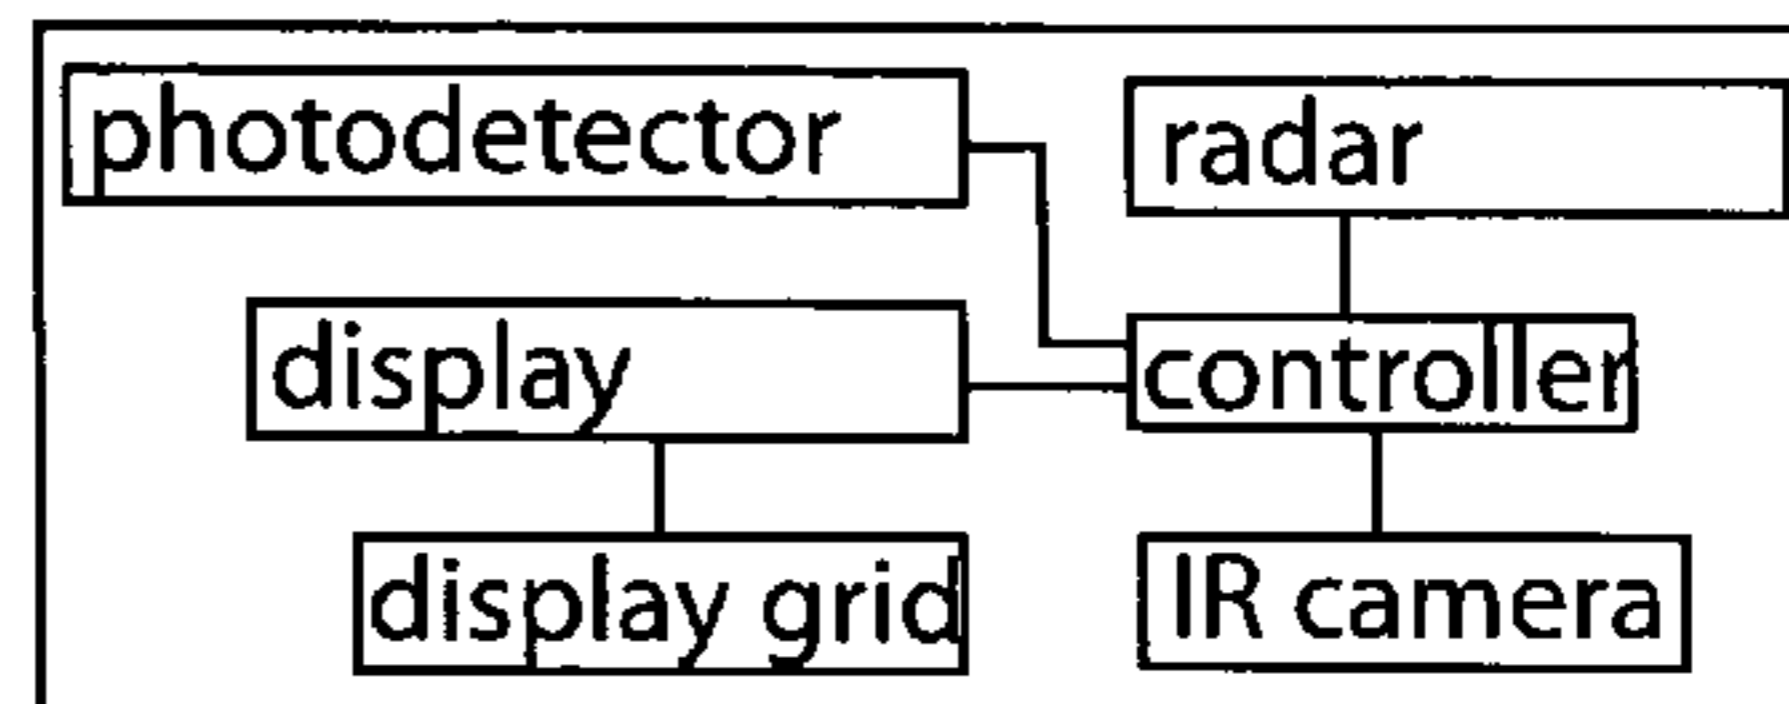 photodetector
radar
display
controller
display grid
IR camera